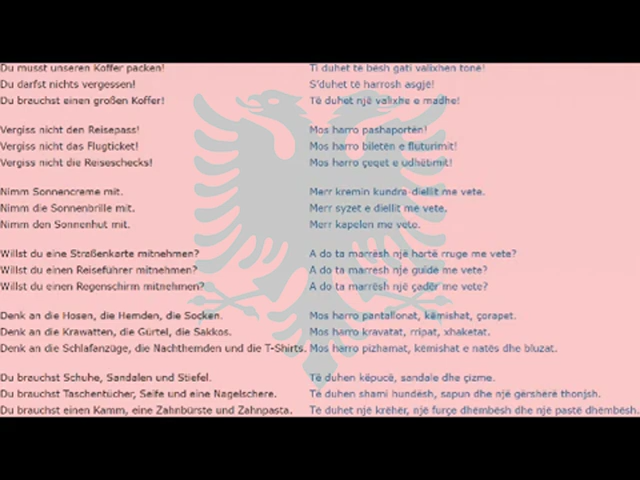 Du musst unseren Koffer packen! Ti duhet të bësh gati valixhen tonë!
Du darfst nichts vergessen! S'duhet të harrosh asgjë!
Du brauchst einen großen Koffer! Të duhet një valixhe e madhe!
Vergiss nicht den Reisepass! Mos harro pashaportën!
Vergiss nicht das Flugticket! Mos harro biletën e fluturimit!
Vergiss nicht die Reiseschecks! Mos harro çeqet e udhëtimit!
Nimm Sonnencreme mit. Merr kremin kundra-diellit me vete.
Nimm die Sonnenbrille mit. Merr syzet e diellit me vete.
Nimm den Sonnenhut mit. Merr kapelen me vete.
Willst du eine Straßenkarte mitnehmen? A do ta marrësh një hartë rruge me vete?
Willst du einen Reiseführer mitnehmen? A do ta marrësh një guidë me vete?
Willst du einen Regenschirm mitnehmen? A do ta marrësh një çadër me vete?
Denk an die Hosen, die Hemden, die Socken. Mos harro pantallonat, këmishat, çorapet.
Denk an die Krawatten, die Gürtel, die Sakkos. Mos harro kravatat, rripat, xhaketat.
Denk an die Schlafanzüge, die Nachthemden und die T-Shirts. Mos harro pizhamat, këmishat e natës dhe bluzat.
Du brauchst Schuhe, Sandalen und Stiefel. Të duhen këpucë, sandale dhe çizme.
Du brauchst Taschentücher, Seife und eine Nagelschere. Të duhen shami hundësh, sapun dhe një gërshërë thonjsh.
Du brauchst einen Kamm, eine Zahnbürste und Zahnpasta. Të duhet një krëhër, një furçe dhëmbësh dhe një pastë dhëmbësh.